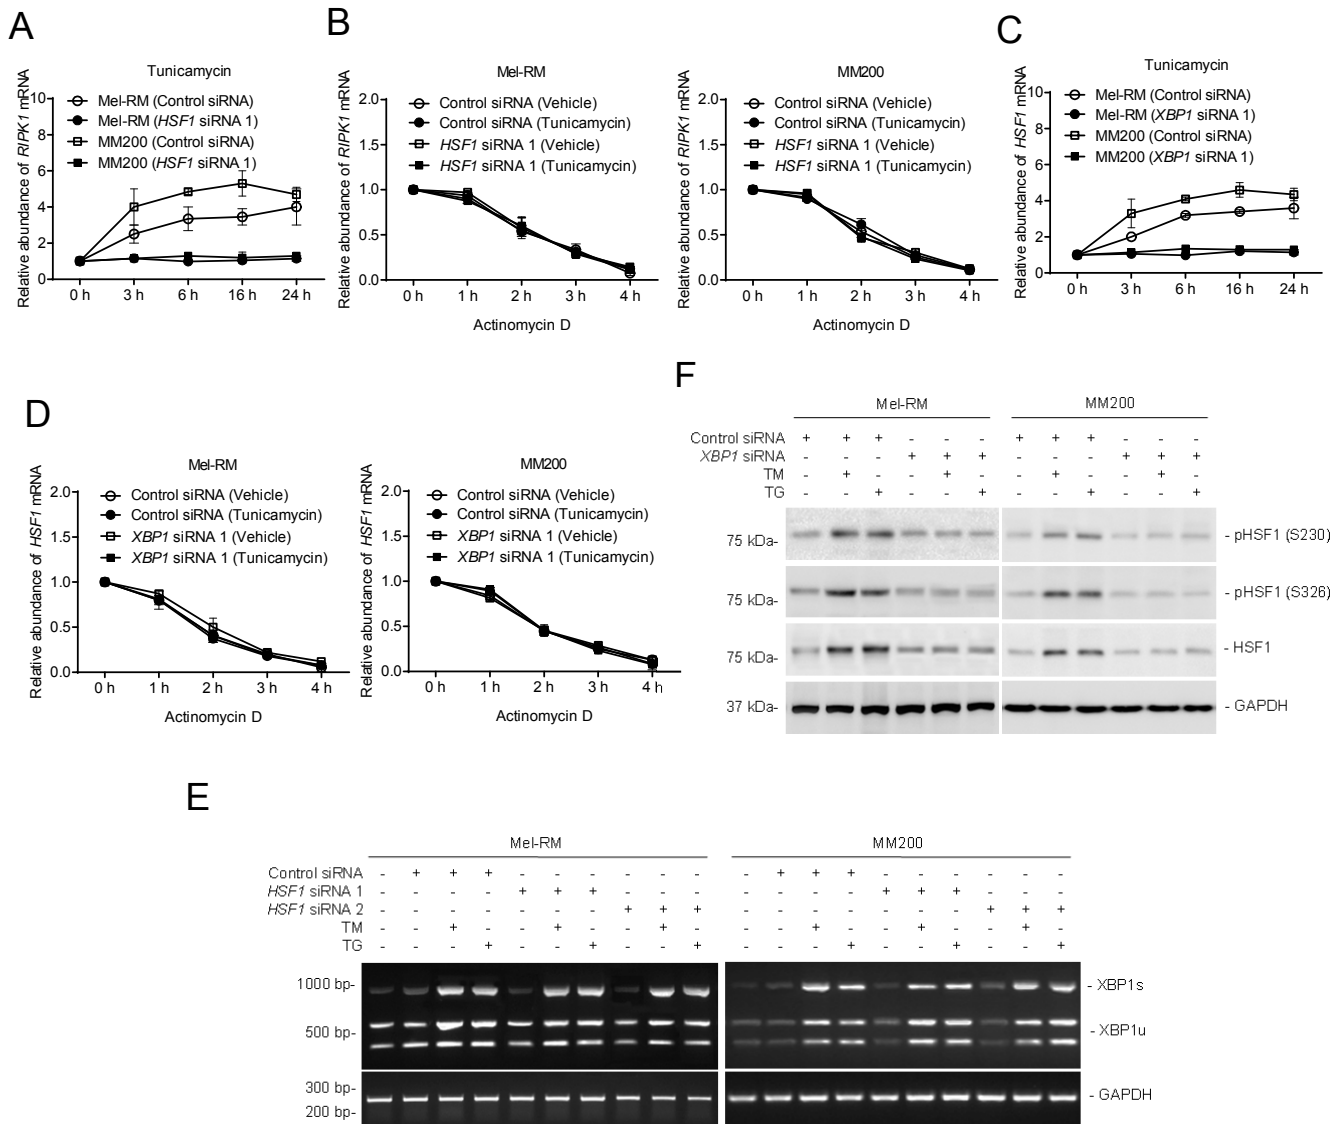 A
Tunicamycin
Relative abundance of RIPK1 mRNA
10
8
6
4
2
0
Mel-RM (Control siRNA)
Mel-RM (HSF1 siRNA 1)
MM200 (Control siRNA)
MM200 (HSF1 siRNA 1)
0 h 3 h 6 h 16 h 24 h
B
Mel-RM
Relative abundance of RIPK1 mRNA
2.0
1.5
1.0
0.5
0.0
Control siRNA (Vehicle)
Control siRNA (Tunicamycin)
HSF1 siRNA 1 (Vehicle)
HSF1 siRNA 1 (Tunicamycin)
0 h 1 h 2 h 3 h 4 h
Actinomycin D
MM200
Relative abundance of RIPK1 mRNA
2.0
1.5
1.0
0.5
0.0
Control siRNA (Vehicle)
Control siRNA (Tunicamycin)
HSF1 siRNA 1 (Vehicle)
HSF1 siRNA 1 (Tunicamycin)
0 h 1 h 2 h 3 h 4 h
Actinomycin D
C
Tunicamycin
Relative abundance of HSF1 mRNA
10
8
6
4
2
0
Mel-RM (Control siRNA)
Mel-RM (XBP1 siRNA 1)
MM200 (Control siRNA)
MM200 (XBP1 siRNA 1)
0 h 3 h 6 h 16 h 24 h
D
Mel-RM
Relative abundance of HSF1 mRNA
2.0
1.5
1.0
0.5
0.0
Control siRNA (Vehicle)
Control siRNA (Tunicamycin)
XBP1 siRNA 1 (Vehicle)
XBP1 siRNA 1 (Tunicamycin)
0 h 1 h 2 h 3 h 4 h
Actinomycin D
MM200
Relative abundance of HSF1 mRNA
2.0
1.5
1.0
0.5
0.0
Control siRNA (Vehicle)
Control siRNA (Tunicamycin)
XBP1 siRNA 1 (Vehicle)
XBP1 siRNA 1 (Tunicamycin)
0 h 1 h 2 h 3 h 4 h
Actinomycin D
F
Mel-RM MM200
Control siRNA + + + - - - + + + - - -
XBP1 siRNA - - - + + + - - - + + +
TM - + - - + - - + - - + -
TG - - + - - + - - + - - +
75 kDa- - pHSF1 (S230)
75 kDa- - pHSF1 (S326)
75 kDa- - HSF1
37 kDa- - GAPDH
E
Mel-RM MM200
Control siRNA - + + + - - - - - - - + + + - - - - - -
HSF1 siRNA 1 - - - - + + + - - - - - - - + + + - - -
HSF1 siRNA 2 - - - - - - - + + + - - - - - - - + + +
TM - - + - - + - - + - - - + - - + - - + -
TG - - - + - - + - - + - - - + - - + - - +
1000 bp- - XBP1s
500 bp- - XBP1u
300 bp-
200 bp- - GAPDH